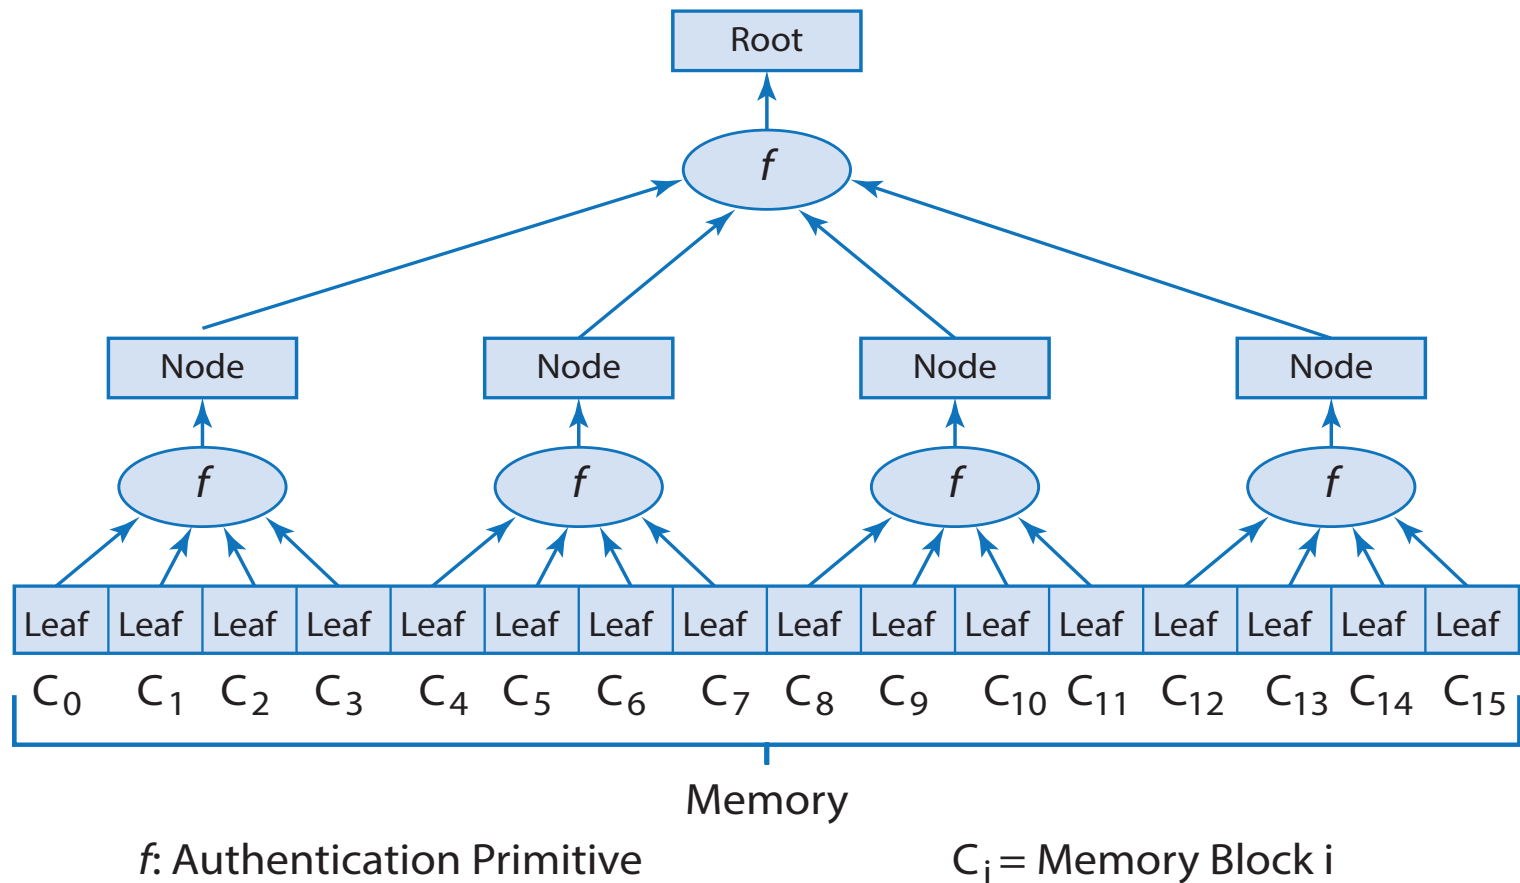 Root
f
Node Node Node Node
f f f f
Leaf Leaf Leaf Leaf Leaf Leaf Leaf Leaf Leaf Leaf Leaf Leaf Leaf Leaf Leaf Leaf
C₀ C₁ C₂ C₃ C₄ C₅ C₆ C₇ C₈ C₉ C₁₀ C₁₁ C₁₂ C₁₃ C₁₄ C₁₅
Memory
f: Authentication Primitive
Cᵢ = Memory Block i